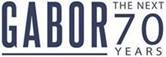 GABOR
THE NEXT
70
YEARS